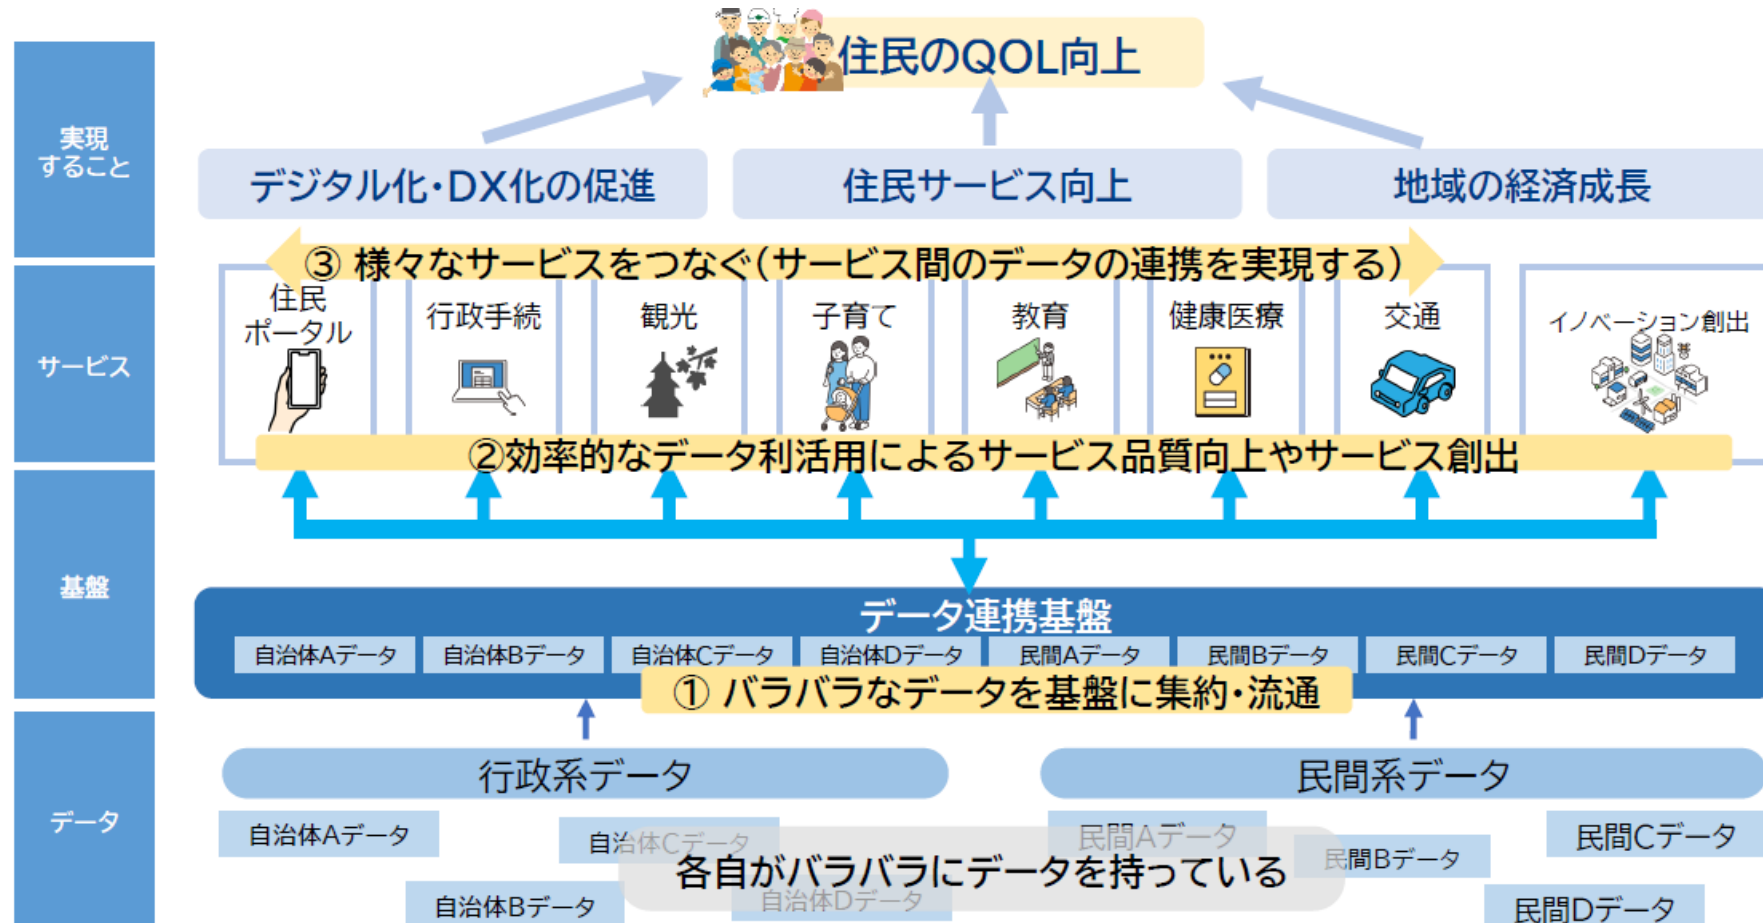 住民のQOL向上
実現
すること
デジタル化・DX化の促進
住民サービス向上
地域の経済成長
③ 様々なサービスをつなぐ(サービス間のデータの連携を実現する)
サービス
住民
ポータル
行政手続
観光
子育て
教育
健康医療
交通
イノベーション創出
②効率的なデータ利活用によるサービス品質向上やサービス創出
基盤
データ連携基盤
自治体Aデータ
自治体Bデータ
自治体Cデータ
自治体Dデータ
民間Aデータ
民間Bデータ
民間Cデータ
民間Dデータ
① バラバラなデータを基盤に集約・流通
データ
行政系データ
民間系データ
自治体Aデータ
自治体Cデータ
民間Aデータ
民間Bデータ
民間Cデータ
各自がバラバラにデータを持っている
自治体Bデータ
自治体Dデータ
民間Dデータ